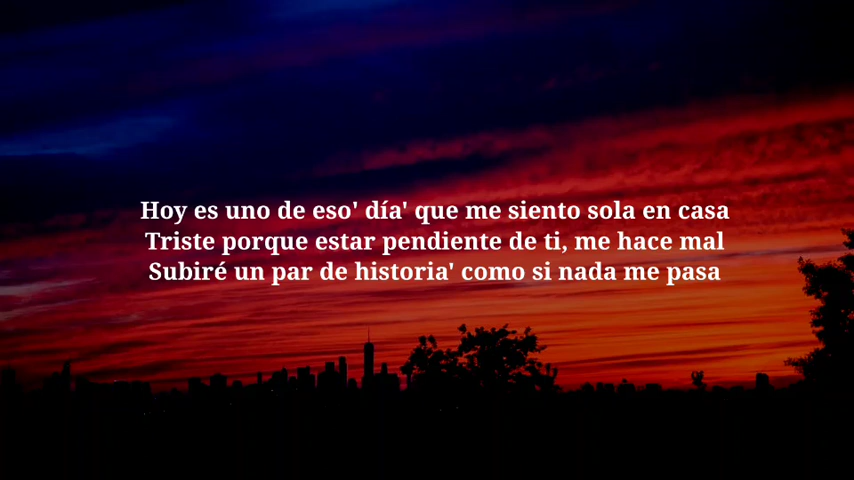 Hoy es uno de eso' día' que me siento sola en casa
Triste porque estar pendiente de ti, me hace mal
Subiré un par de historia' como si nada me pasa